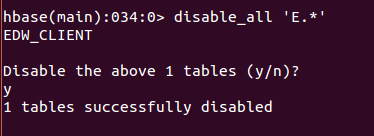 hbase(main):034:0> disable_all 'E.*'
EDW_CLIENT
Disable the above 1 tables (y/n)?
y
1 tables successfully disabled